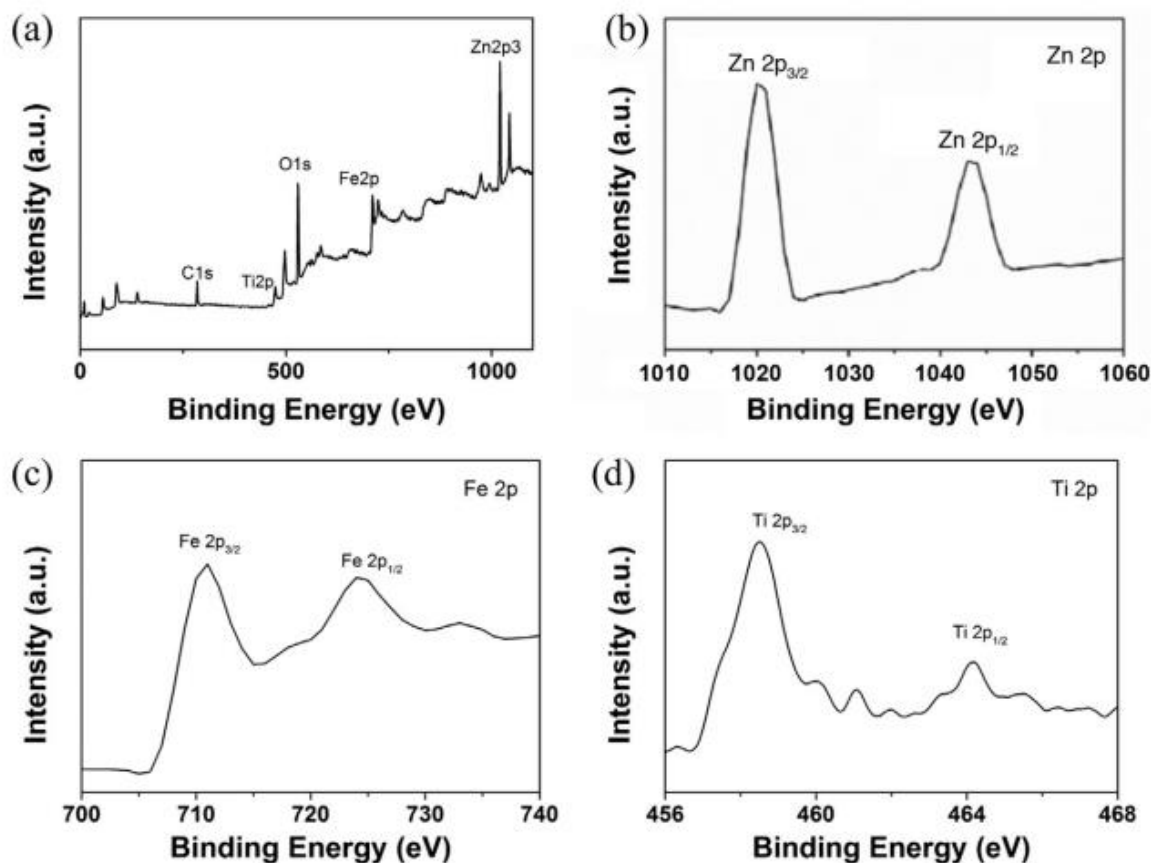 (a)
Zn2p3
O1s
Fe2p
C1s
Ti2p
Intensity (a.u.)
0
500
1000
Binding Energy (eV)
(b)
Zn 2p
Zn 2p3/2
Zn 2p1/2
Intensity (a.u.)
1010
1020
1030
1040
1050
1060
Binding Energy (eV)
(c)
Fe 2p
Fe 2p3/2
Fe 2p1/2
Intensity (a.u.)
700
710
720
730
740
Binding Energy (eV)
(d)
Ti 2p
Ti 2p3/2
Ti 2p1/2
Intensity (a.u.)
456
460
464
468
Binding Energy (eV)